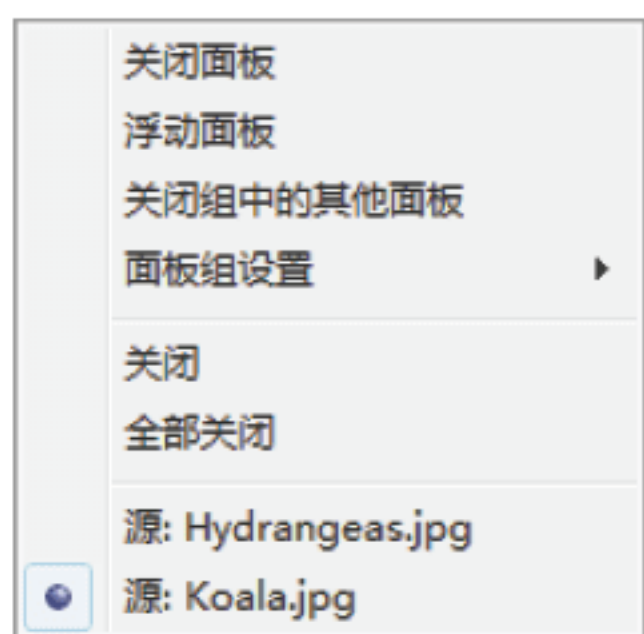 关闭面板
浮动面板
关闭组中的其他面板
面板组设置
关闭
全部关闭
源: Hydrangeas.jpg
源: Koala.jpg